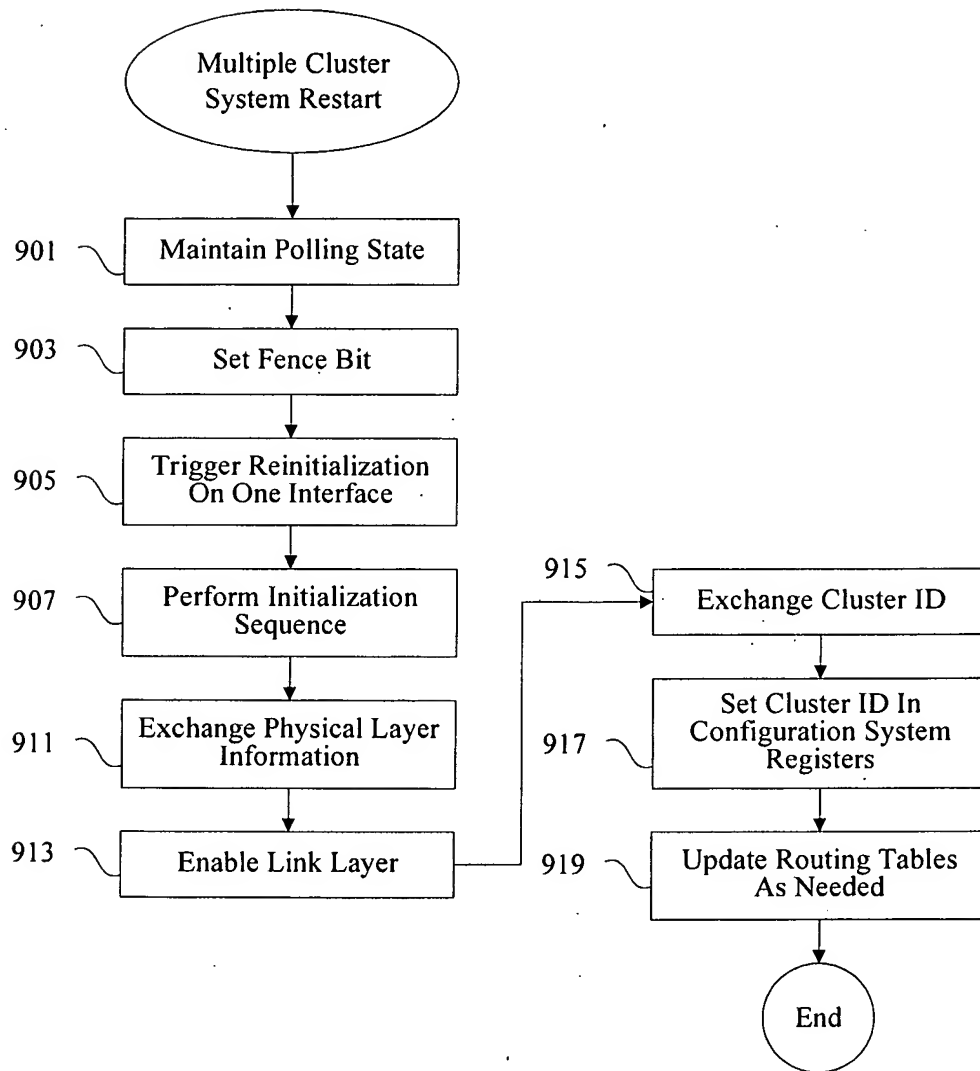 Multiple Cluster
System Restart
901
Maintain Polling State
903
Set Fence Bit
905
Trigger Reinitialization
On One Interface
907
Perform Initialization
Sequence
911
Exchange Physical Layer
Information
913
Enable Link Layer
915
Exchange Cluster ID
917
Set Cluster ID In
Configuration System
Registers
919
Update Routing Tables
As Needed
End